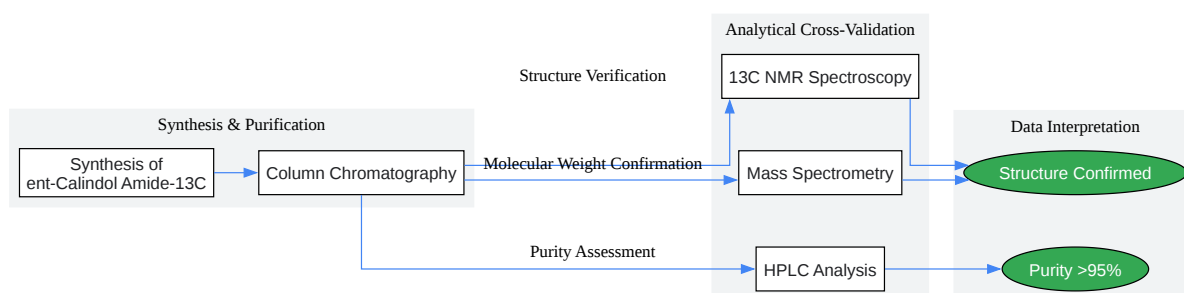 Analytical Cross-Validation
Structure Verification
13C NMR Spectroscopy
Synthesis & Purification
Data Interpretation
Synthesis of
ent-Calindol Amide-13C
Column Chromatography
Molecular Weight Confirmation
Mass Spectrometry
Structure Confirmed
Purity Assessment
HPLC Analysis
Purity >95%